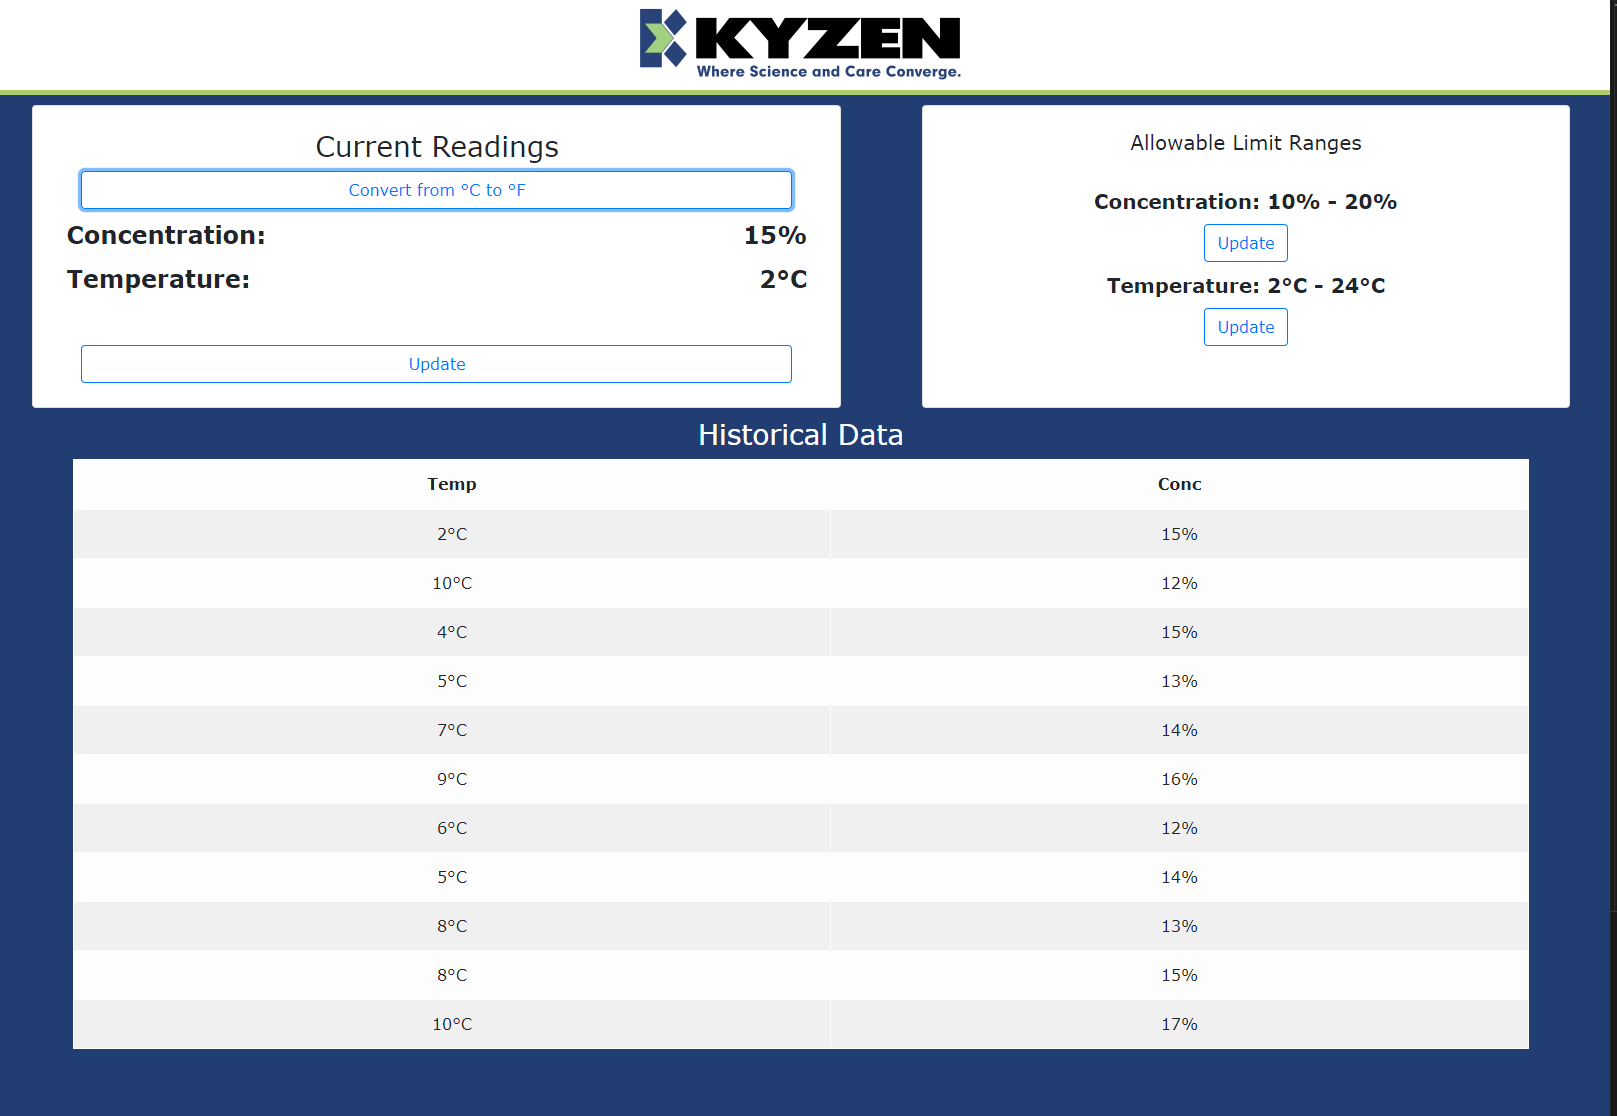 KYZEN
Where Science and Care Converge.
Current Readings
Convert from °C to °F
Concentration: 15%
Temperature: 2°C
Update
Allowable Limit Ranges
Concentration: 10% - 20%
Update
Temperature: 2°C - 24°C
Update
Historical Data
Temp Conc
2°C 15%
10°C 12%
4°C 15%
5°C 13%
7°C 14%
9°C 16%
6°C 12%
5°C 14%
8°C 13%
8°C 15%
10°C 17%